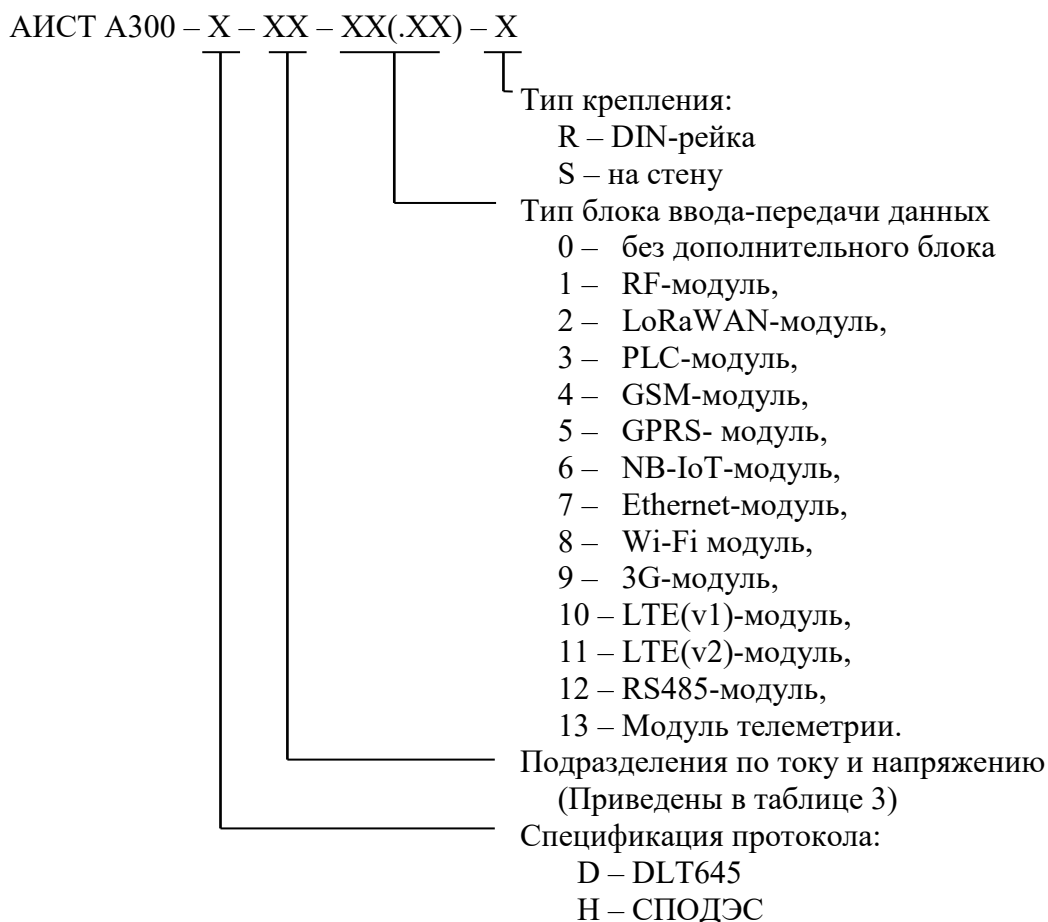 АИСТ А300 – X – XX – XX(.XX) – X
Тип крепления:
R – DIN-рейка
S – на стену
Тип блока ввода-передачи данных
0 – без дополнительного блока
1 – RF-модуль,
2 – LoRaWAN-модуль,
3 – PLC-модуль,
4 – GSM-модуль,
5 – GPRS- модуль,
6 – NB-IoT-модуль,
7 – Ethernet-модуль,
8 – Wi-Fi модуль,
9 – 3G-модуль,
10 – LTE(v1)-модуль,
11 – LTE(v2)-модуль,
12 – RS485-модуль,
13 – Модуль телеметрии.
Подразделения по току и напряжению
(Приведены в таблице 3)
Спецификация протокола:
D – DLT645
H – СПОДЭС